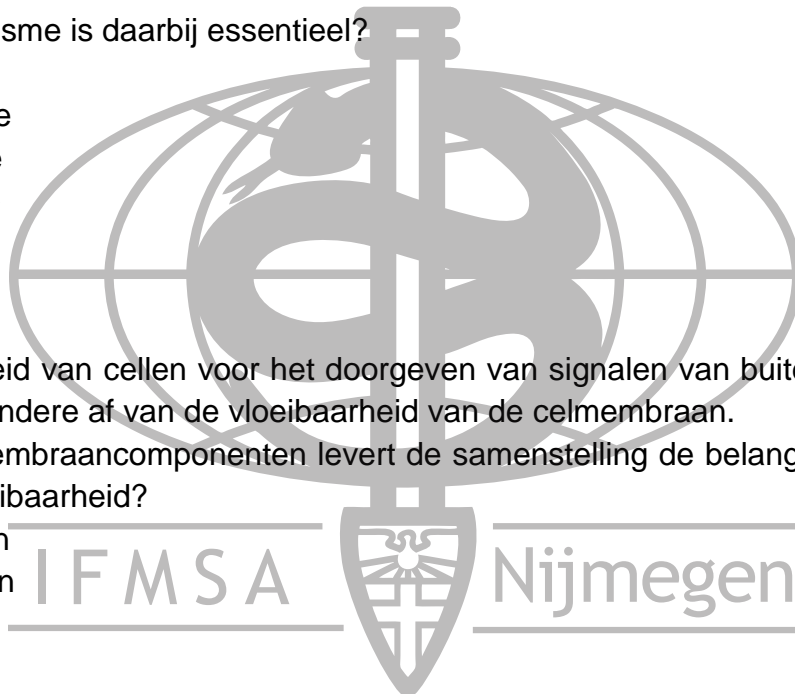 sme is daarbij essentieel?
e
e
eid van cellen voor het doorgeven van signalen van buite
ndere af van de vloeibaarheid van de celmembraan.
embraancomponenten levert de samenstelling de belang
ibaarheid?
n
n
IFMSA Nijmegen